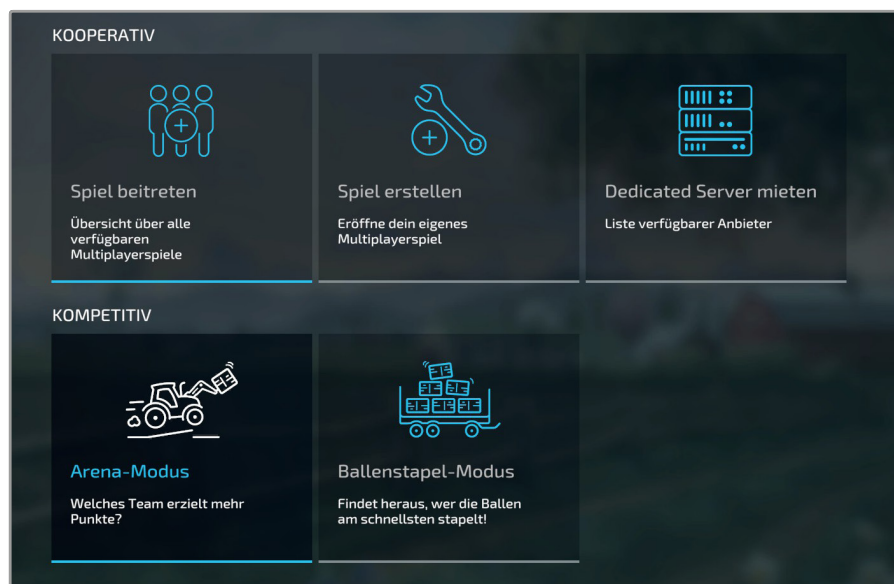 KOOPERATIV
Spiel beitreten
Übersicht über alle
verfügbaren
Multiplayerspiele
Spiel erstellen
Eröffne dein eigenes
Multiplayerspiel
Dedicated Server mieten
Liste verfügbarer Anbieter
KOMPETITIV
Arena-Modus
Welches Team erzielt mehr
Punkte?
Ballenstapel-Modus
Findet heraus, wer die Ballen
am schnellsten stapelt!